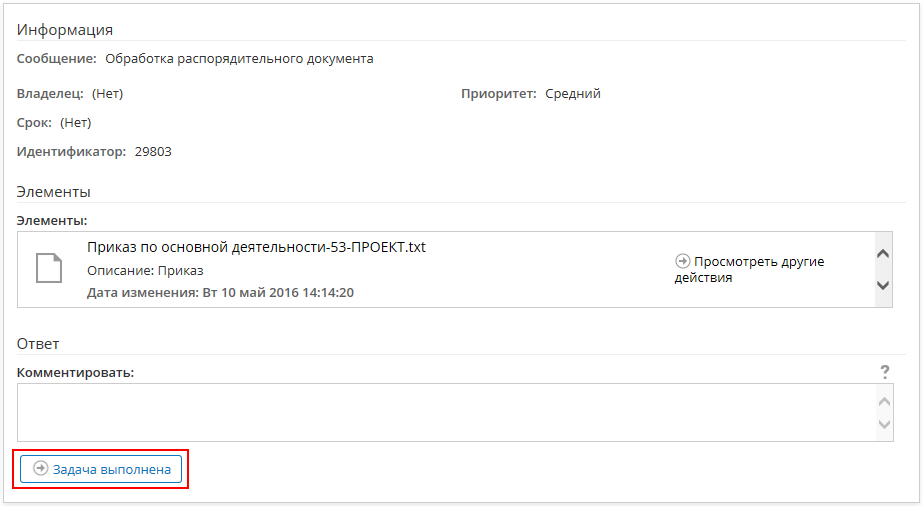 Информация
Сообщение: Обработка распорядительного документа
Владелец: (Нет) Приоритет: Средний
Срок: (Нет)
Идентификатор: 29803
Элементы
Элементы:
Приказ по основной деятельности-53-ПРОЕКТ.txt
Описание: Приказ
Дата изменения: Вт 10 май 2016 14:14:20
Просмотреть другие
действия
Ответ
Комментировать: ?
Задача выполнена